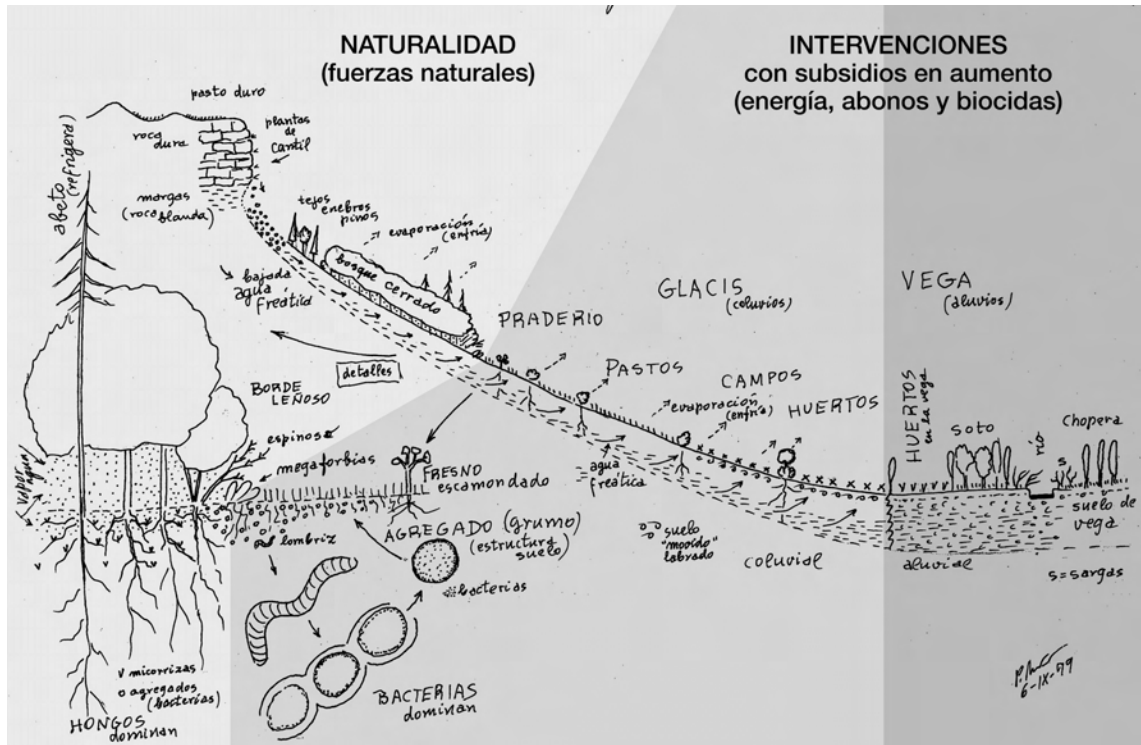 NATURALIDAD
(fuerzas naturales)
INTERVENCIONES
con subsidios en aumento
(energía, abonos y biocidas)
pasto duro
roca
dura
plantas
de
cantil
abeto
(refrigera)
margas
(roca
blanda)
tejos
enebros
pinos
evaporación
(enfría)
bosque cerrado
bajada
agua
freática
GLACIS
(coluvios)
VEGA
(aluvios)
PRADERIO
detalles
PASTOS
CAMPOS
evaporación
(enfría)
HUERTOS
HUERTOS
en la vega
soto
río
s
Chopera
BORDE
LEÑOSO
espinosa
megaforbias
FRESNO
escamondado
vapor
agua
agua
freática
suelo de
vega
lombriz
AGREGADO (grumo)
(estructura
suelo)
suelo
"movido"
labrado
coluvial
aluvial
s=sargas
bacterias
v micorrizas
o agregados
(bacterias)
HONGOS
dominan
BACTERIAS
dominan
6-IX-79